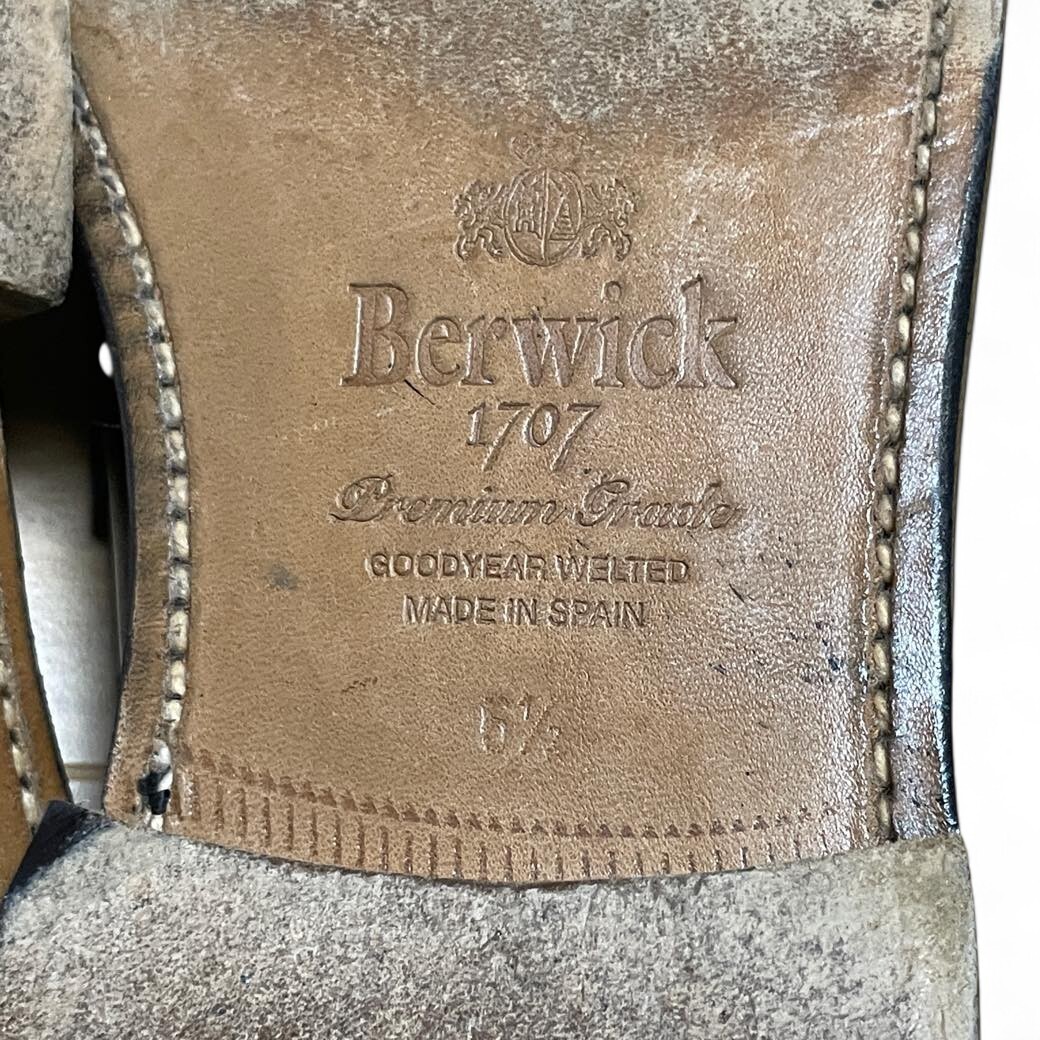 Berwick
1707
Premium Grade
GOODYEAR WELTED
MADE IN SPAIN
6½